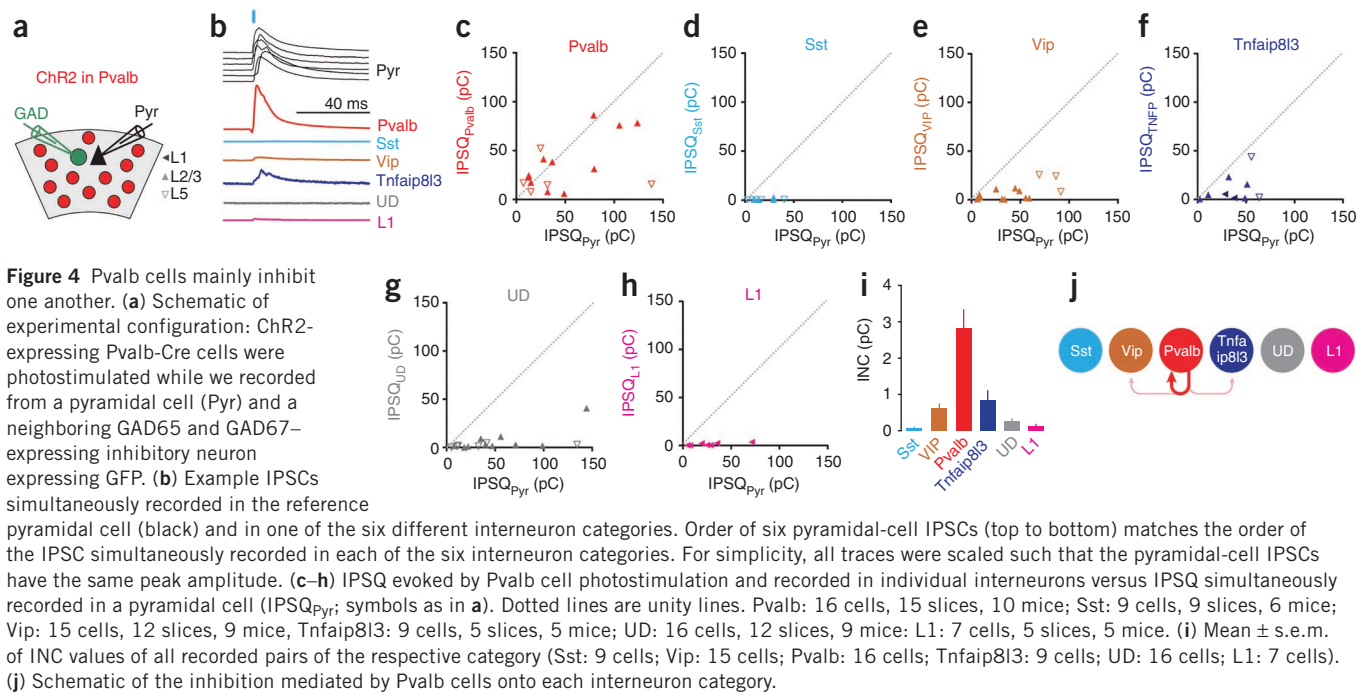 a
ChR2 in Pvalb
GAD
Pyr
L1
L2/3
L5
b
Pyr
40 ms
Pvalb
Sst
Vip
Tnfaip8l3
UD
L1
c
Pvalb
IPSQPvalb (pC)
150
100
50
0
0 50 100 150
IPSQPyr (pC)
d
Sst
IPSQSst (pC)
150
100
50
0
0 50 100 150
IPSQPyr (pC)
e
Vip
IPSQVIP (pC)
150
100
50
0
0 50 100 150
IPSQPyr (pC)
f
Tnfaip8l3
IPSQTNFP (pC)
150
100
50
0
0 50 100 150
IPSQPyr (pC)
Figure 4 Pvalb cells mainly inhibit
one another. (a) Schematic of
experimental configuration: ChR2-
expressing Pvalb-Cre cells were
photostimulated while we recorded
from a pyramidal cell (Pyr) and a
neighboring GAD65 and GAD67–
expressing inhibitory neuron
expressing GFP. (b) Example IPSCs
simultaneously recorded in the reference
g
UD
IPSQUD (pC)
150
100
50
0
0 50 100 150
IPSQPyr (pC)
h
L1
IPSQL1 (pC)
150
100
50
0
0 50 100 150
IPSQPyr (pC)
i
INC (pC)
4
3
2
1
0
Sst
VIP
Pvalb
Tnfaip8l3
UD
L1
j
Sst
Vip
Pvalb
Tnfa
ip8l3
UD
L1
pyramidal cell (black) and in one of the six different interneuron categories. Order of six pyramidal-cell IPSCs (top to bottom) matches the order of
the IPSC simultaneously recorded in each of the six interneuron categories. For simplicity, all traces were scaled such that the pyramidal-cell IPSCs
have the same peak amplitude. (c–h) IPSQ evoked by Pvalb cell photostimulation and recorded in individual interneurons versus IPSQ simultaneously
recorded in a pyramidal cell (IPSQPyr; symbols as in a). Dotted lines are unity lines. Pvalb: 16 cells, 15 slices, 10 mice; Sst: 9 cells, 9 slices, 6 mice;
Vip: 15 cells, 12 slices, 9 mice, Tnfaip8l3: 9 cells, 5 slices, 5 mice; UD: 16 cells, 12 slices, 9 mice: L1: 7 cells, 5 slices, 5 mice. (i) Mean ± s.e.m.
of INC values of all recorded pairs of the respective category (Sst: 9 cells; Vip: 15 cells; Pvalb: 16 cells; Tnfaip8l3: 9 cells; UD: 16 cells; L1: 7 cells).
(j) Schematic of the inhibition mediated by Pvalb cells onto each interneuron category.